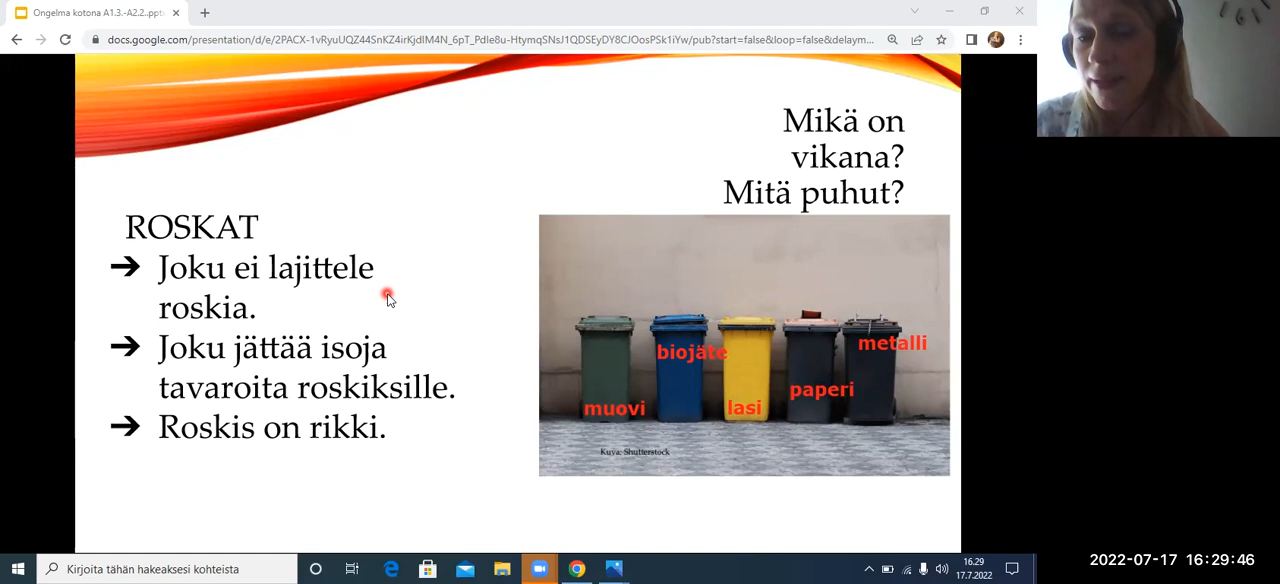 Ongelma kotona A1.3.-A2.2..ppt
docs.google.com/presentation/d/e/2PACX-1vRyuUQZ44SnKZ4irKjdIM4N_6pT_PdIe8u-HtymqSNsJ1QDSEyDY8CJOosPSk1iYw/pub?start=false&loop=false&delaym...
Mikä on
vikana?
Mitä puhut?
ROSKAT
➔ Joku ei lajittele
roskia.
➔ Joku jättää isoja
tavaroita roskiksille.
➔ Roskis on rikki.
muovi
biojäte
lasi
paperi
metalli
Kuva: Shutterstock
Kirjoita tähän hakeaksesi kohteista
16.29
17.7.2022
2022-07-17 16:29:46